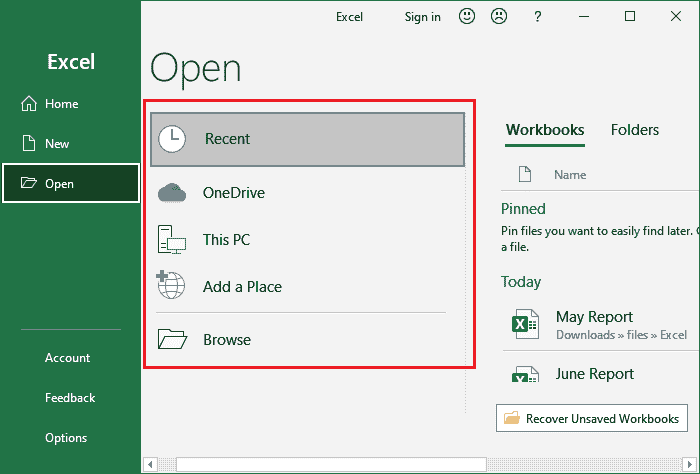 Excel
Sign in
?
Excel
Home
New
Open
Account
Feedback
Options
Open
Recent
OneDrive
This PC
Add a Place
Browse
Workbooks Folders
Name
Pinned
Pin files you want to easily find later.
a file.
Today
May Report
Downloads » files » Excel
June Report
Recover Unsaved Workbooks